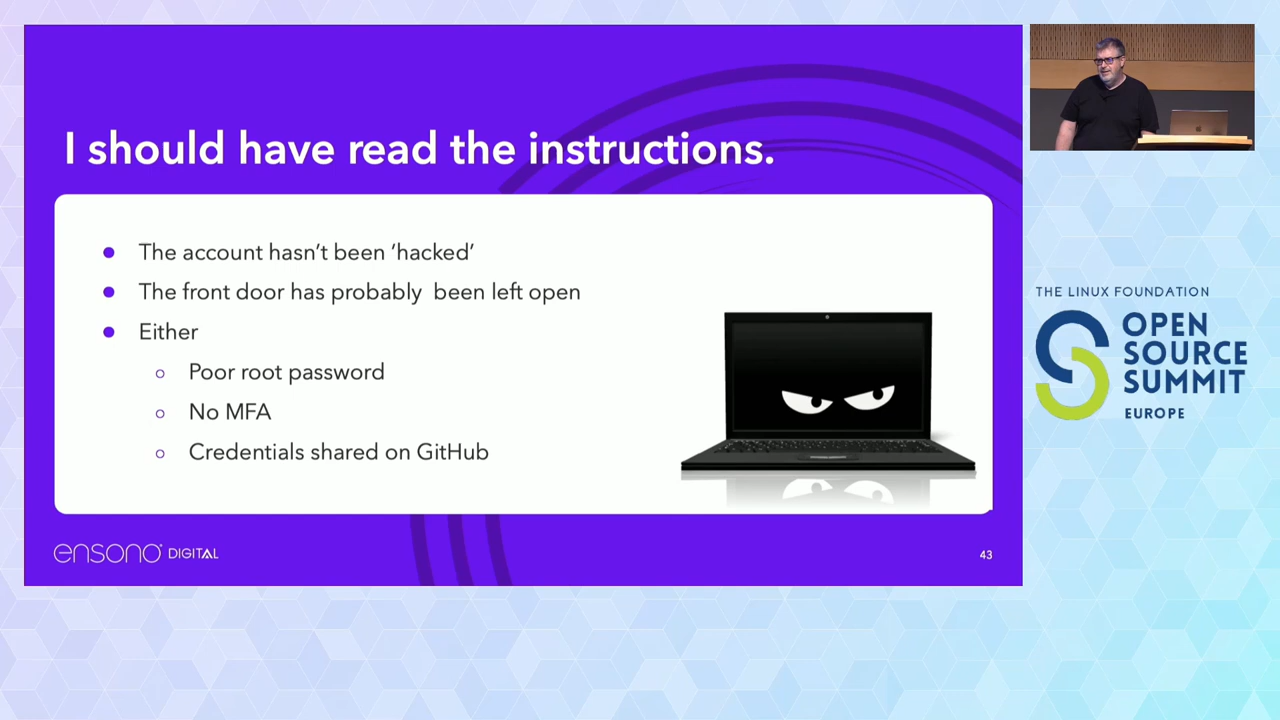 I should have read the instructions.
The account hasn't been 'hacked'
The front door has probably  been left open
Either
Poor root password
No MFA
Credentials shared on GitHub
ensono DIGITAL
43
THE LINUX FOUNDATION
OPEN
SOURCE
SUMMIT
EUROPE